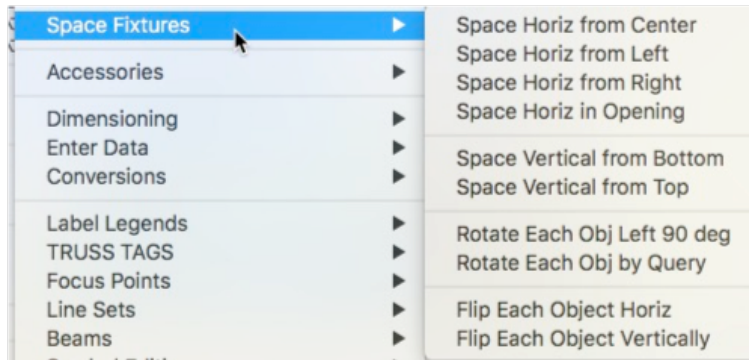 Space Fixtures
Accessories
Dimensioning
Enter Data
Conversions
Label Legends
TRUSS TAGS
Focus Points
Line Sets
Beams
Space Horiz from Center
Space Horiz from Left
Space Horiz from Right
Space Horiz in Opening
Space Vertical from Bottom
Space Vertical from Top
Rotate Each Obj Left 90 deg
Rotate Each Obj by Query
Flip Each Object Horiz
Flip Each Object Vertically